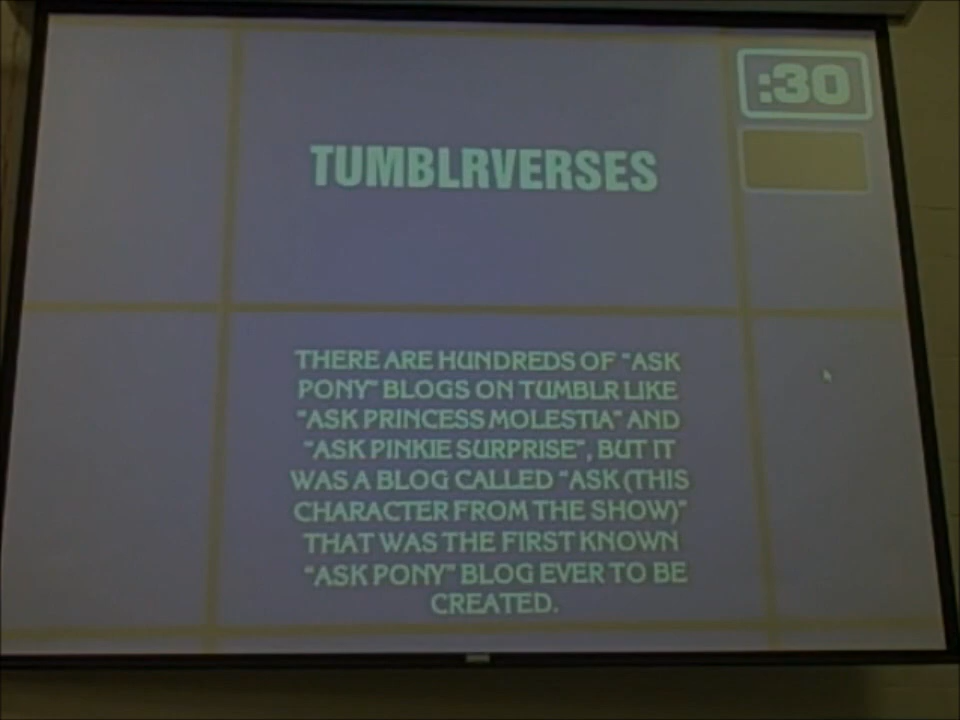 :30
TUMBLRVERSES
THERE ARE HUNDREDS OF "ASK
PONY" BLOGS ON TUMBLR LIKE
"ASK PRINCESS MOLESTIA" AND
"ASK PINKIE SURPRISE", BUT IT
WAS A BLOG CALLED "ASK (THIS
CHARACTER FROM THE SHOW)"
THAT WAS THE FIRST KNOWN
"ASK PONY" BLOG EVER TO BE
CREATED.